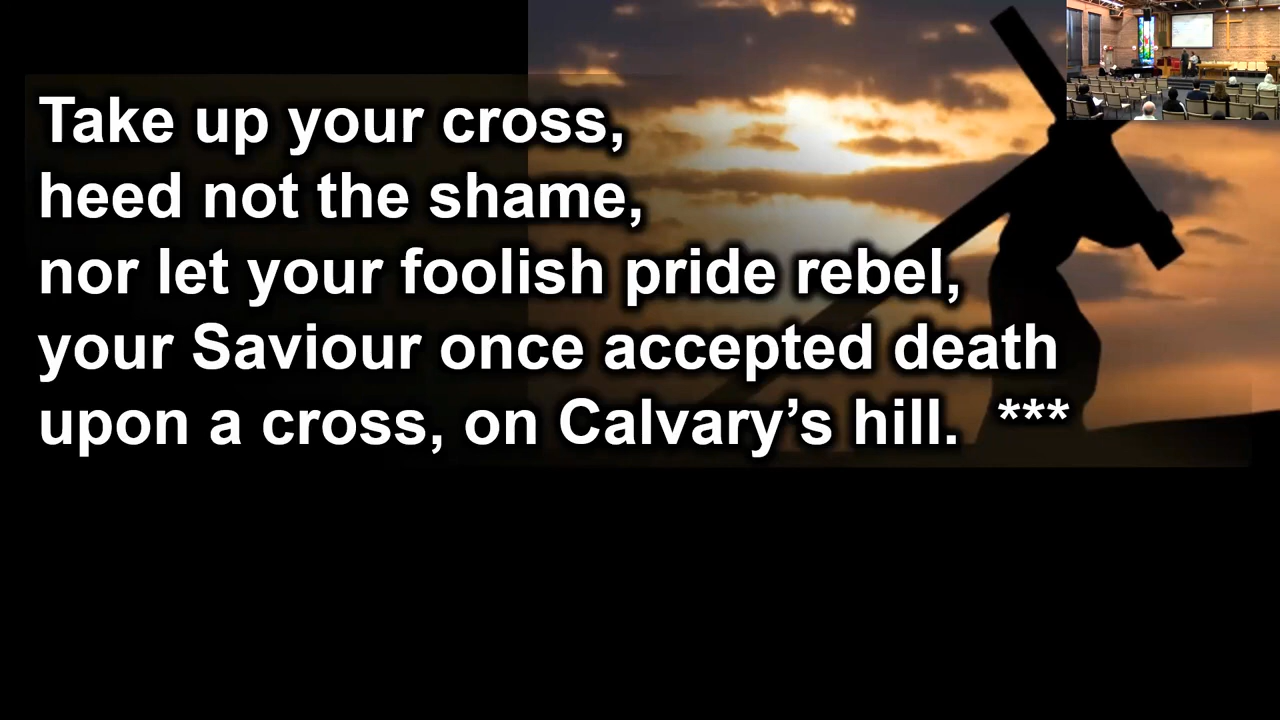 Take up your cross,
heed not the shame,
nor let your foolish pride rebel,
your Saviour once accepted death
upon a cross, on Calvary’s hill. ***